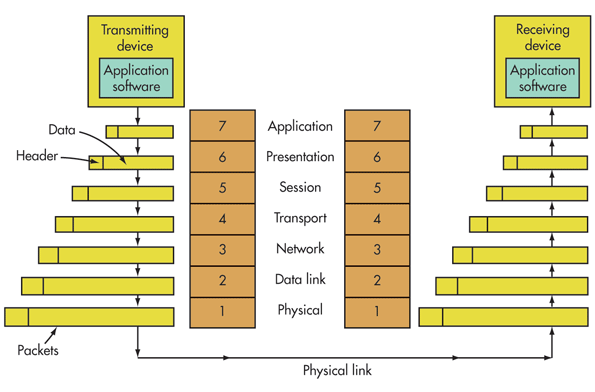 Transmitting
device
Application
software
Receiving
device
Application
software
Data
Header
7 Application 7
6 Presentation 6
5 Session 5
4 Transport 4
3 Network 3
2 Data link 2
1 Physical 1
Packets
Physical link